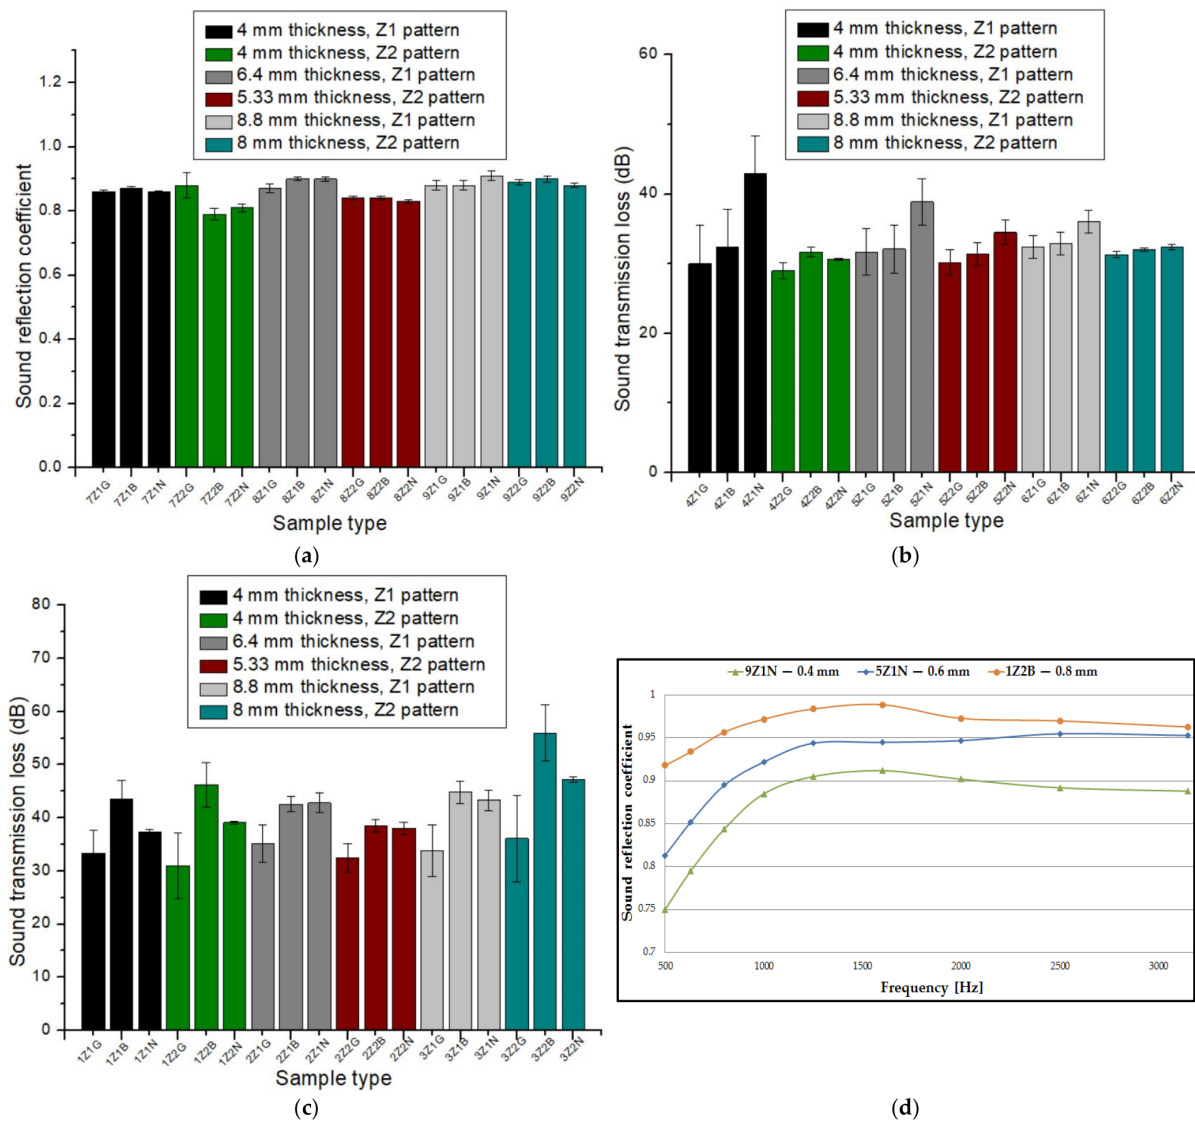 4 mm thickness, Z1 pattern
4 mm thickness, Z2 pattern
6.4 mm thickness, Z1 pattern
5.33 mm thickness, Z2 pattern
8.8 mm thickness, Z1 pattern
8 mm thickness, Z2 pattern
Sound reflection coefficient
1.2
1.0
0.8
0.6
0.4
0.2
0.0
7Z1G 7Z1B 7Z1N 7Z2G 7Z2B 7Z2N 8Z1G 8Z1B 8Z1N 8Z2G 8Z2B 8Z2N 9Z1G 9Z1B 9Z1N 9Z2G 9Z2B 9Z2N
Sample type
(a)
4 mm thickness, Z1 pattern
4 mm thickness, Z2 pattern
6.4 mm thickness, Z1 pattern
5.33 mm thickness, Z2 pattern
8.8 mm thickness, Z1 pattern
8 mm thickness, Z2 pattern
Sound transmission loss (dB)
60
40
20
0
4Z1G 4Z1B 4Z1N 4Z2G 4Z2B 4Z2N 5Z1G 5Z1B 5Z1N 5Z2G 5Z2B 5Z2N 6Z1G 6Z1B 6Z1N 6Z2G 6Z2B 6Z2N
Sample type
(b)
4 mm thickness, Z1 pattern
4 mm thickness, Z2 pattern
6.4 mm thickness, Z1 pattern
5.33 mm thickness, Z2 pattern
8.8 mm thickness, Z1 pattern
8 mm thickness, Z2 pattern
Sound transmission loss (dB)
80
70
60
50
40
30
20
10
0
1Z1G 1Z1B 1Z1N 1Z2G 1Z2B 1Z2N 2Z1G 2Z1B 2Z1N 2Z2G 2Z2B 2Z2N 3Z1G 3Z1B 3Z1N 3Z2G 3Z2B 3Z2N
Sample type
(c)
9Z1N – 0.4 mm 5Z1N – 0.6 mm 1Z2B – 0.8 mm
Sound reflection coefficient
1
0.95
0.9
0.85
0.8
0.75
0.7
500 1000 1500 2000 2500 3000
Frequency [Hz]
(d)